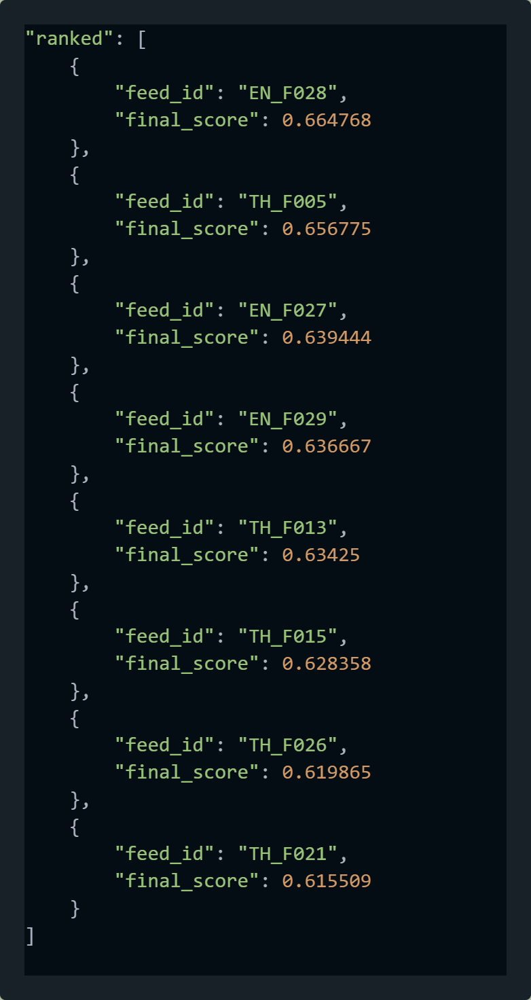 "ranked": [
    {
        "feed_id": "EN_F028",
        "final_score": 0.664768
    },
    {
        "feed_id": "TH_F005",
        "final_score": 0.656775
    },
    {
        "feed_id": "EN_F027",
        "final_score": 0.639444
    },
    {
        "feed_id": "EN_F029",
        "final_score": 0.636667
    },
    {
        "feed_id": "TH_F013",
        "final_score": 0.63425
    },
    {
        "feed_id": "TH_F015",
        "final_score": 0.628358
    },
    {
        "feed_id": "TH_F026",
        "final_score": 0.619865
    },
    {
        "feed_id": "TH_F021",
        "final_score": 0.615509
    }
]